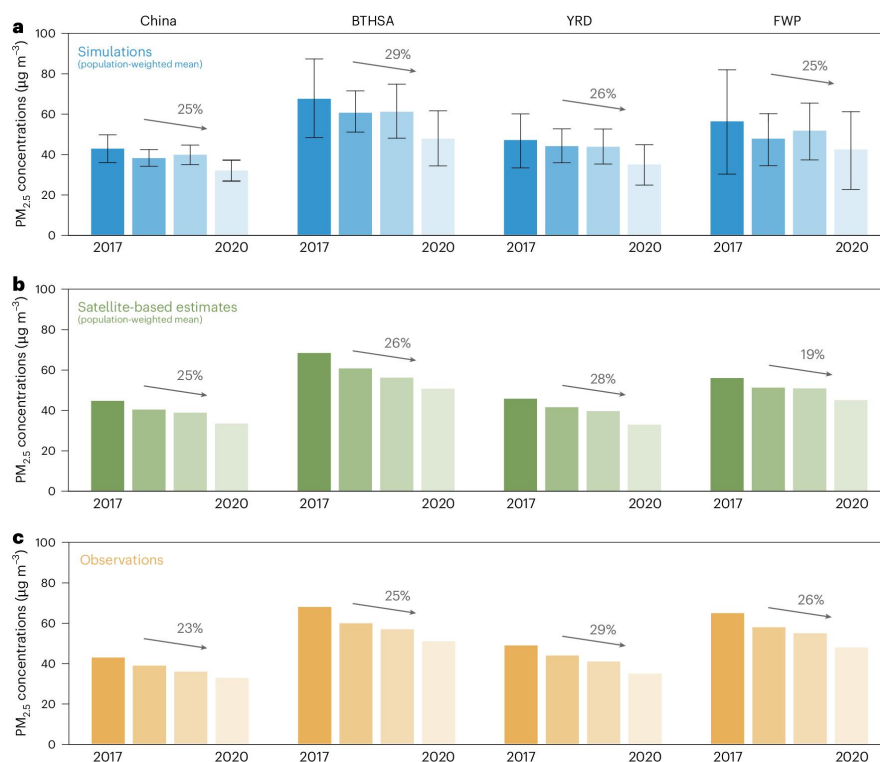 China BTHSA YRD FWP
a
PM2.5 concentrations (µg m−3)
100
80
60
40
20
0
Simulations
(population-weighted mean)
25%
29%
26%
25%
2017 2020 2017 2020 2017 2020 2017 2020
b
PM2.5 concentrations (µg m−3)
100
80
60
40
20
0
Satellite-based estimates
(population-weighted mean)
25%
26%
28%
19%
2017 2020 2017 2020 2017 2020 2017 2020
c
PM2.5 concentrations (µg m−3)
100
80
60
40
20
0
Observations
23%
25%
29%
26%
2017 2020 2017 2020 2017 2020 2017 2020